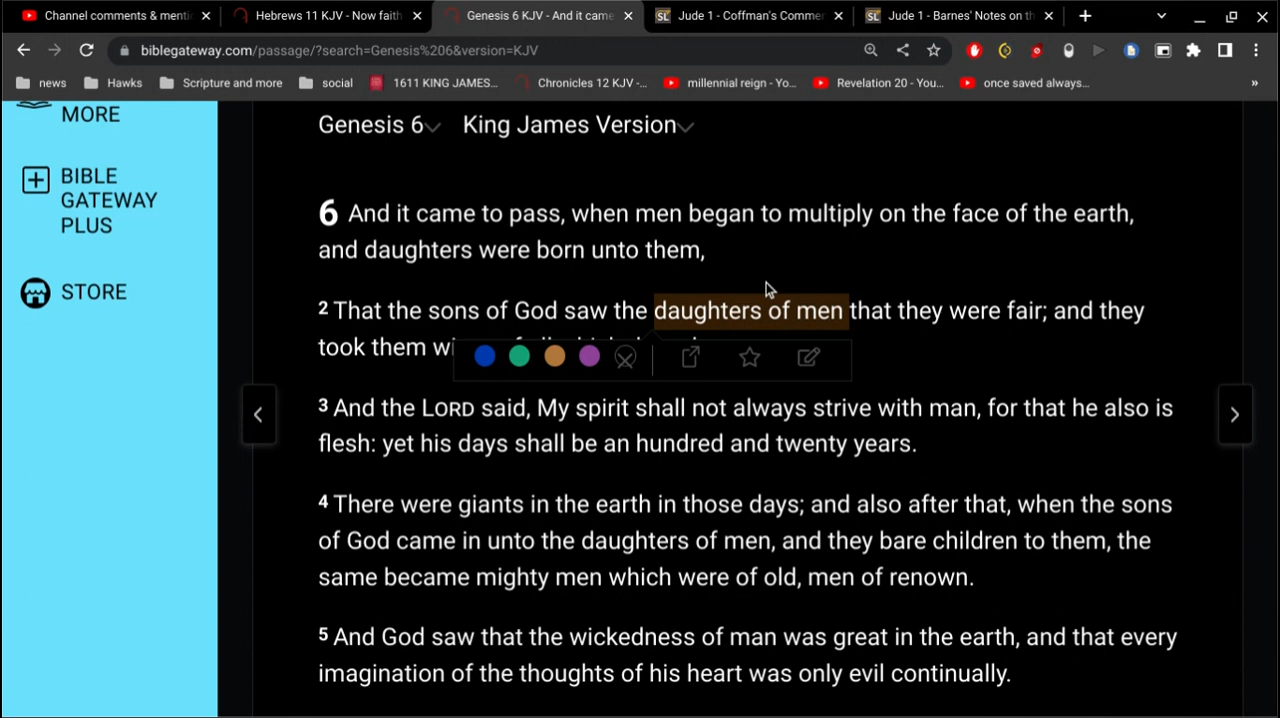 Channel comments & menti
Hebrews 11 KJV - Now faith
Genesis 6 KJV - And it came
SL Jude 1 - Coffman's Commer
SL Jude 1 - Barnes' Notes on th
biblegateway.com/passage/?search=Genesis%206&version=KJV
news
Hawks
Scripture and more
social
1611 KING JAMES...
Chronicles 12 KJV -...
millennial reign - Yo...
Revelation 20 - You...
once saved always...
»
MORE
BIBLE
GATEWAY
PLUS
STORE
Genesis 6 King James Version
6 And it came to pass, when men began to multiply on the face of the earth,
and daughters were born unto them,
2 That the sons of God saw the daughters of men that they were fair; and they
took them
3 And the LORD said, My spirit shall not always strive with man, for that he also is
flesh: yet his days shall be an hundred and twenty years.
4 There were giants in the earth in those days; and also after that, when the sons
of God came in unto the daughters of men, and they bare children to them, the
same became mighty men which were of old, men of renown.
5 And God saw that the wickedness of man was great in the earth, and that every
imagination of the thoughts of his heart was only evil continually.